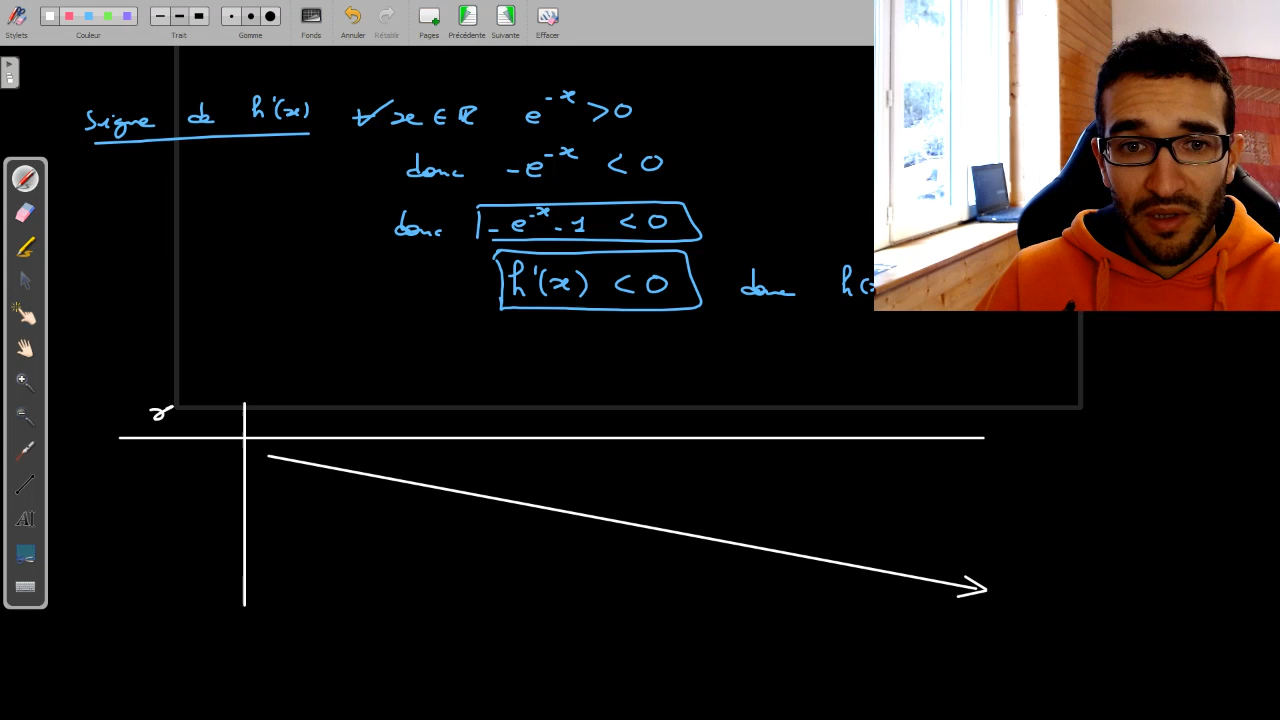 Stylets Couleur Trait Gomme Fonds Annuler Rétablir Pages Précédente Suivante Effacer
Signe de h'(x) ∀ x ∈ ℝ e^{-x} > 0
donc -e^{-x} < 0
donc -e^{-x} - 1 < 0
h'(x) < 0 donc h(x
x